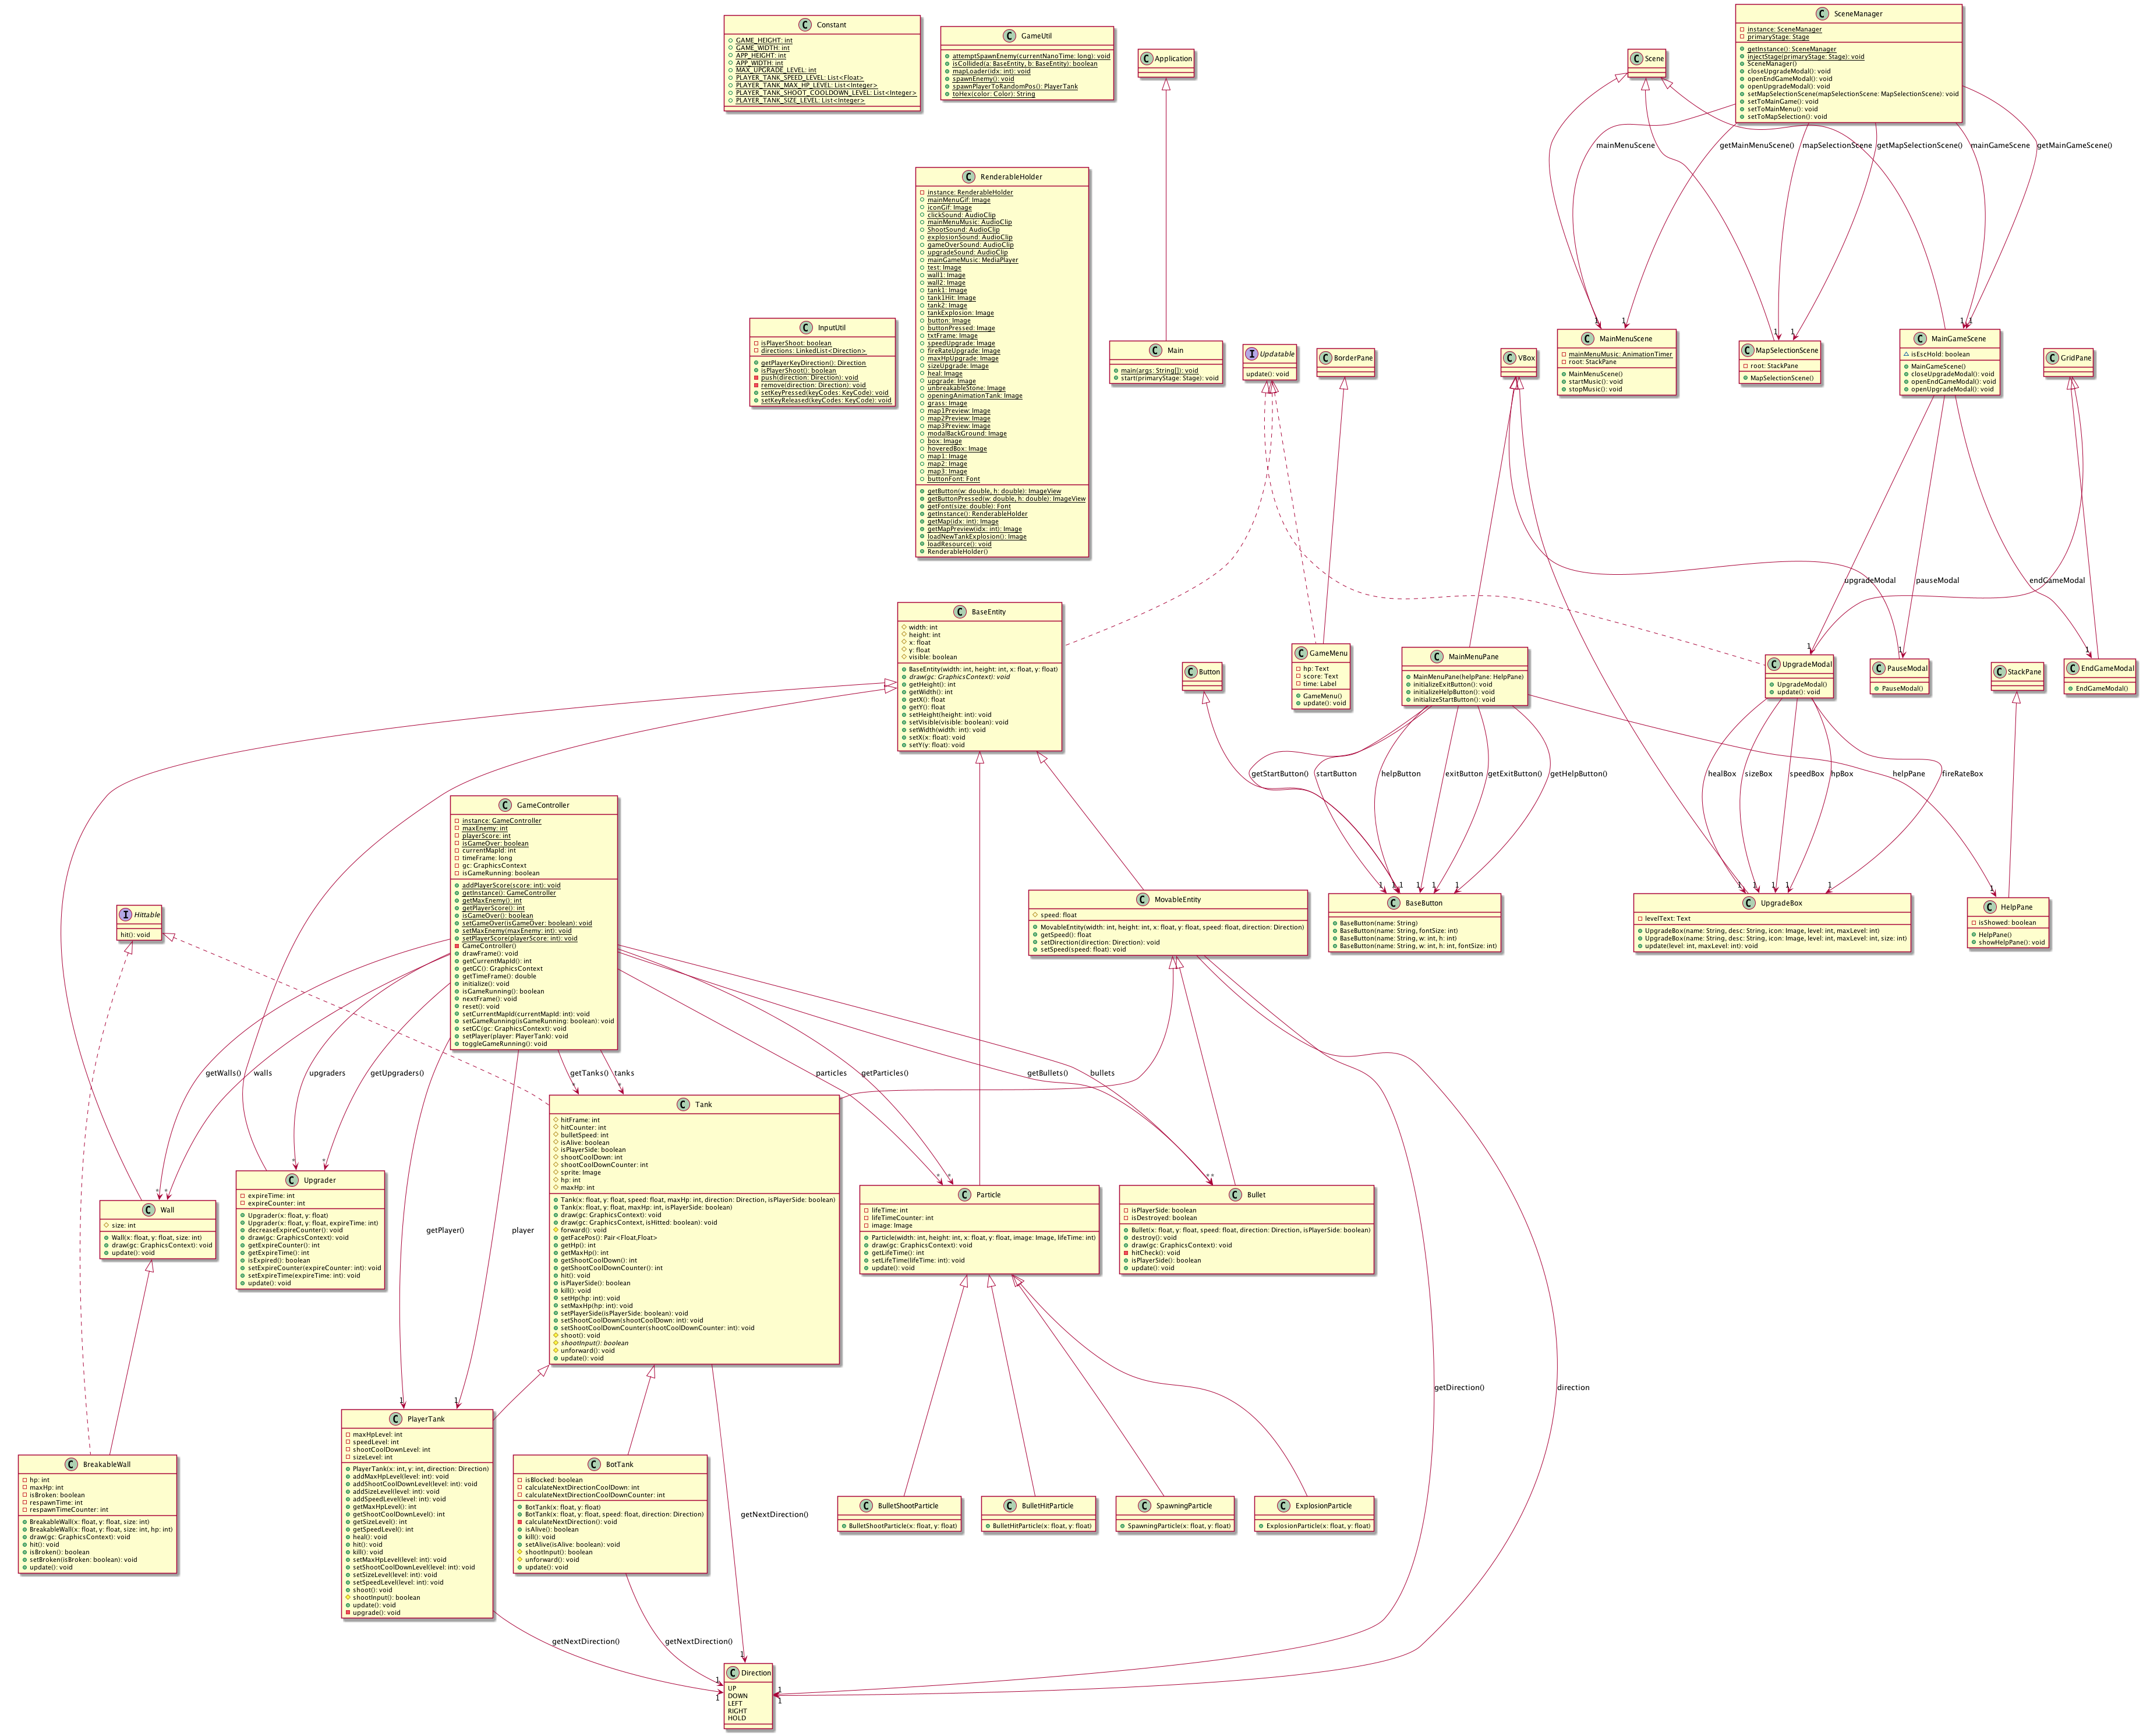 Constant
GAME_HEIGHT: int
GAME_WIDTH: int
APP_HEIGHT: int
APP_WIDTH: int
MAX_UPGRADE_LEVEL: int
PLAYER_TANK_SPEED_LEVEL: List<Float>
PLAYER_TANK_MAX_HP_LEVEL: List<Integer>
PLAYER_TANK_SHOOT_COOLDOWN_LEVEL: List<Integer>
PLAYER_TANK_SIZE_LEVEL: List<Integer>
GameUtil
attemptSpawnEnemy(currentNanoTime: long): void
isCollided(a: BaseEntity, b: BaseEntity): boolean
mapLoader(idx: int): void
spawnEnemy(): void
spawnPlayerToRandomPos(): PlayerTank
toHex(color: Color): String
Application
Scene
SceneManager
instance: SceneManager
primaryStage: Stage
getInstance(): SceneManager
injectStage(primaryStage: Stage): void
SceneManager()
closeUpgradeModal(): void
openEndGameModal(): void
openUpgradeModal(): void
setMapSelectionScene(mapSelectionScene: MapSelectionScene): void
setToMainGame(): void
setToMainMenu(): void
setToMapSelection(): void
mainMenuScene
getMainMenuScene()
mapSelectionScene
getMapSelectionScene()
mainGameScene
getMainGameScene()
RenderableHolder
instance: RenderableHolder
mainMenuGif: Image
iconGif: Image
clickSound: AudioClip
mainMenuMusic: AudioClip
ShootSound: AudioClip
explosionSound: AudioClip
gameOverSound: AudioClip
upgradeSound: AudioClip
mainGameMusic: MediaPlayer
test: Image
wall1: Image
wall2: Image
tank1: Image
tank1Hit: Image
tank2: Image
tankExplosion: Image
button: Image
buttonPressed: Image
txtFrame: Image
speedUpgrade: Image
fireRateUpgrade: Image
maxHpUpgrade: Image
sizeUpgrade: Image
heal: Image
upgrade: Image
unbreakableStone: Image
openingAnimationTank: Image
grass: Image
map1Preview: Image
map2Preview: Image
map3Preview: Image
modalBackGround: Image
box: Image
hoveredBox: Image
map1: Image
map2: Image
map3: Image
buttonFont: Font
getButton(w: double, h: double): ImageView
getButtonPressed(w: double, h: double): ImageView
getFont(size: double): Font
getInstance(): RenderableHolder
getMap(idx: int): Image
getMapPreview(idx: int): Image
loadNewTankExplosion(): Image
loadResource(): void
RenderableHolder()
InputUtil
isPlayerShoot: boolean
directions: LinkedList<Direction>
getPlayerKeyDirection(): Direction
isPlayerShoot(): boolean
push(direction: Direction): void
remove(direction: Direction): void
setKeyPressed(keyCodes: KeyCode): void
setKeyReleased(keyCodes: KeyCode): void
Main
main(args: String[]): void
start(primaryStage: Stage): void
Updatable
update(): void
BorderPane
VBox
1
1
1
1
1
1
MainMenuScene
mainMenuMusic: AnimationTimer
root: StackPane
MainMenuScene()
startMusic(): void
stopMusic(): void
MapSelectionScene
root: StackPane
MapSelectionScene()
MainGameScene
isEscHold: boolean
MainGameScene()
closeUpgradeModal(): void
openEndGameModal(): void
openUpgradeModal(): void
GridPane
upgradeModal
pauseModal
endGameModal
1
1
1
BaseEntity
width: int
height: int
x: float
y: float
visible: boolean
BaseEntity(width: int, height: int, x: float, y: float)
draw(gc: GraphicsContext): void
getHeight(): int
getWidth(): int
getX(): float
getY(): float
setHeight(height: int): void
setVisible(visible: boolean): void
setWidth(width: int): void
setX(x: float): void
setY(y: float): void
Button
GameMenu
hp: Text
score: Text
time: Label
GameMenu()
update(): void
MainMenuPane
MainMenuPane(helpPane: HelpPane)
initializeExitButton(): void
initializeHelpButton(): void
initializeStartButton(): void
UpgradeModal
UpgradeModal()
update(): void
PauseModal
PauseModal()
StackPane
EndGameModal
EndGameModal()
getStartButton()
startButton
helpButton
exitButton
getExitButton()
getHelpButton()
healBox
sizeBox
speedBox
hpBox
helpPane
fireRateBox
GameController
instance: GameController
maxEnemy: int
playerScore: int
isGameOver: boolean
currentMapId: int
timeFrame: long
gc: GraphicsContext
isGameRunning: boolean
addPlayerScore(score: int): void
getInstance(): GameController
getMaxEnemy(): int
getPlayerScore(): int
isGameOver(): boolean
setGameOver(isGameOver: boolean): void
setMaxEnemy(maxEnemy: int): void
setPlayerScore(playerScore: int): void
GameController()
drawFrame(): void
getCurrentMapId(): int
getGC(): GraphicsContext
getTimeFrame(): double
initialize(): void
isGameRunning(): boolean
nextFrame(): void
reset(): void
setCurrentMapId(currentMapId: int): void
setGameRunning(isGameRunning: boolean): void
setGC(gc: GraphicsContext): void
setPlayer(player: PlayerTank): void
toggleGameRunning(): void
Hittable
hit(): void
MovableEntity
speed: float
MovableEntity(width: int, height: int, x: float, y: float, speed: float, direction: Direction)
getSpeed(): float
setDirection(direction: Direction): void
setSpeed(speed: float): void
1
1
1
1
1
1
BaseButton
BaseButton(name: String)
BaseButton(name: String, fontSize: int)
BaseButton(name: String, w: int, h: int)
BaseButton(name: String, w: int, h: int, fontSize: int)
1
1
1
1
1
UpgradeBox
levelText: Text
UpgradeBox(name: String, desc: String, icon: Image, level: int, maxLevel: int)
UpgradeBox(name: String, desc: String, icon: Image, level: int, maxLevel: int, size: int)
update(level: int, maxLevel: int): void
1
HelpPane
isShowed: boolean
HelpPane()
showHelpPane(): void
getWalls()
walls
upgraders
getUpgraders()
getTanks()
tanks
particles
getParticles()
getBullets()
bullets
*
*
*
*
*
*
*
*
*
*
Tank
hitFrame: int
hitCounter: int
bulletSpeed: int
isAlive: boolean
isPlayerSide: boolean
shootCoolDown: int
shootCoolDownCounter: int
sprite: Image
hp: int
maxHp: int
Tank(x: float, y: float, speed: float, maxHp: int, direction: Direction, isPlayerSide: boolean)
Tank(x: float, y: float, maxHp: int, isPlayerSide: boolean)
draw(gc: GraphicsContext): void
draw(gc: GraphicsContext, isHitted: boolean): void
forward(): void
getFacePos(): Pair<Float,Float>
getHp(): int
getMaxHp(): int
getShootCoolDown(): int
getShootCoolDownCounter(): int
hit(): void
isPlayerSide(): boolean
kill(): void
setHp(hp: int): void
setMaxHp(hp: int): void
setPlayerSide(isPlayerSide: boolean): void
setShootCoolDown(shootCoolDown: int): void
setShootCoolDownCounter(shootCoolDownCounter: int): void
shoot(): void
shootInput(): boolean
unforward(): void
update(): void
Wall
size: int
Wall(x: float, y: float, size: int)
draw(gc: GraphicsContext): void
update(): void
Upgrader
expireTime: int
expireCounter: int
Upgrader(x: float, y: float)
Upgrader(x: float, y: float, expireTime: int)
decreaseExpireCounter(): void
draw(gc: GraphicsContext): void
getExpireCounter(): int
getExpireTime(): int
isExpired(): boolean
setExpireCounter(expireCounter: int): void
setExpireTime(expireTime: int): void
update(): void
getPlayer()
player
Particle
lifeTime: int
lifeTimeCounter: int
image: Image
Particle(width: int, height: int, x: float, y: float, image: Image, lifeTime: int)
draw(gc: GraphicsContext): void
getLifeTime(): int
setLifeTime(lifeTime: int): void
update(): void
Bullet
isPlayerSide: boolean
isDestroyed: boolean
Bullet(x: float, y: float, speed: float, direction: Direction, isPlayerSide: boolean)
destroy(): void
draw(gc: GraphicsContext): void
hitCheck(): void
isPlayerSide(): boolean
update(): void
getDirection()
direction
1
1
PlayerTank
maxHpLevel: int
speedLevel: int
shootCoolDownLevel: int
sizeLevel: int
PlayerTank(x: int, y: int, direction: Direction)
addMaxHpLevel(level: int): void
addShootCoolDownLevel(level: int): void
addSizeLevel(level: int): void
addSpeedLevel(level: int): void
getMaxHpLevel(): int
getShootCoolDownLevel(): int
getSizeLevel(): int
getSpeedLevel(): int
heal(): void
hit(): void
kill(): void
setMaxHpLevel(level: int): void
setShootCoolDownLevel(level: int): void
setSizeLevel(level: int): void
setSpeedLevel(level: int): void
shoot(): void
shootInput(): boolean
update(): void
upgrade(): void
BreakableWall
hp: int
maxHp: int
isBroken: boolean
respawnTime: int
respawnTimeCounter: int
BreakableWall(x: float, y: float, size: int)
BreakableWall(x: float, y: float, size: int, hp: int)
draw(gc: GraphicsContext): void
hit(): void
isBroken(): boolean
setBroken(isBroken: boolean): void
update(): void
BotTank
isBlocked: boolean
calculateNextDirectionCoolDown: int
calculateNextDirectionCoolDownCounter: int
BotTank(x: float, y: float)
BotTank(x: float, y: float, speed: float, direction: Direction)
calculateNextDirection(): void
isAlive(): boolean
kill(): void
setAlive(isAlive: boolean): void
shootInput(): boolean
unforward(): void
update(): void
getNextDirection()
BulletShootParticle
BulletShootParticle(x: float, y: float)
BulletHitParticle
BulletHitParticle(x: float, y: float)
SpawningParticle
SpawningParticle(x: float, y: float)
ExplosionParticle
ExplosionParticle(x: float, y: float)
getNextDirection()
getNextDirection()
1
1
1
1
1
Direction
UP
DOWN
LEFT
RIGHT
HOLD